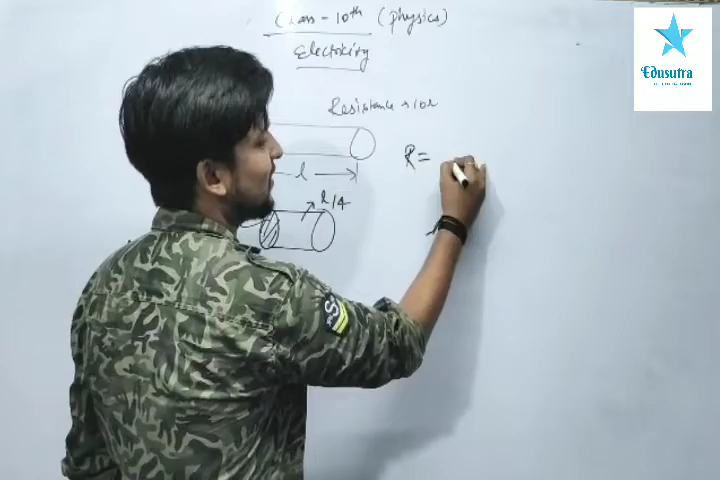 Class - 10th (Physics)
Electricity
Resistance → 10Ω
R =
l
l/4
Edusutra